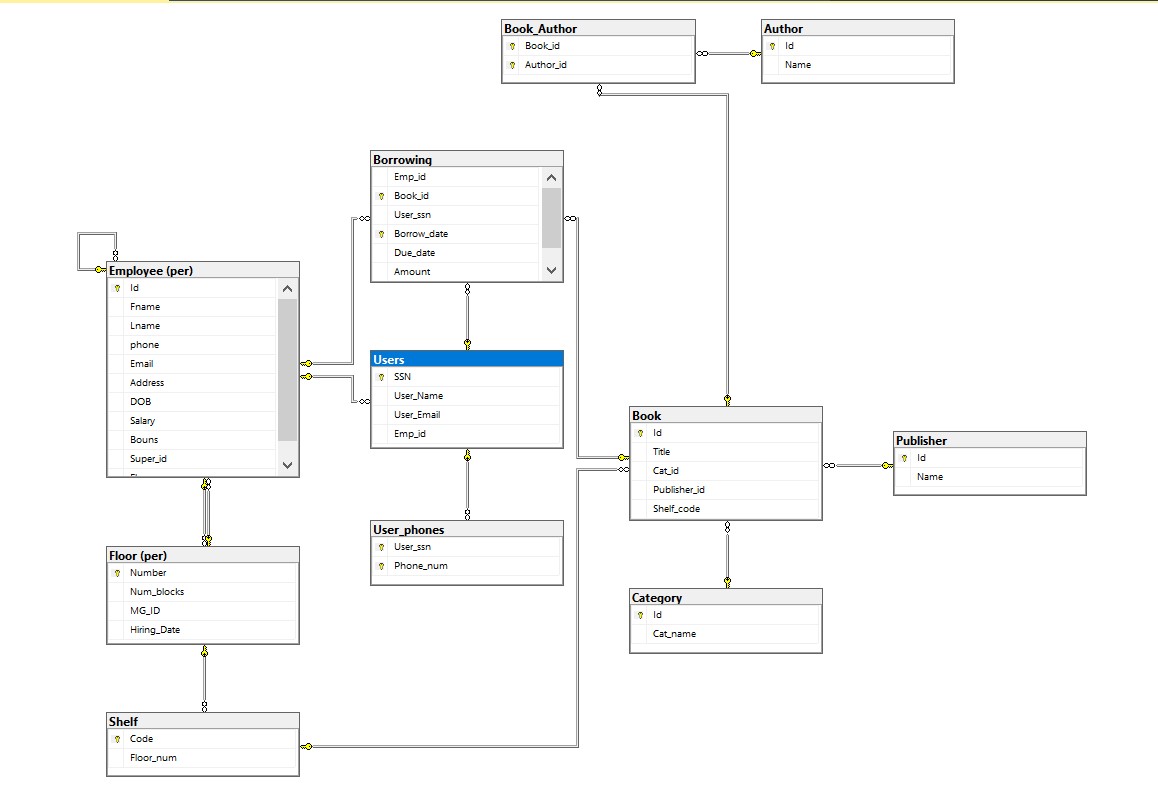 Book_Author
Book_id
Author_id
Author
Id
Name
Borrowing
Emp_id
Book_id
User_ssn
Borrow_date
Due_date
Amount
Employee (per)
Id
Fname
Lname
phone
Email
Address
DOB
Salary
Bouns
Super_id
Users
SSN
User_Name
User_Email
Emp_id
Book
Id
Title
Cat_id
Publisher_id
Shelf_code
Publisher
Id
Name
User_phones
User_ssn
Phone_num
Floor (per)
Number
Num_blocks
MG_ID
Hiring_Date
Category
Id
Cat_name
Shelf
Code
Floor_num